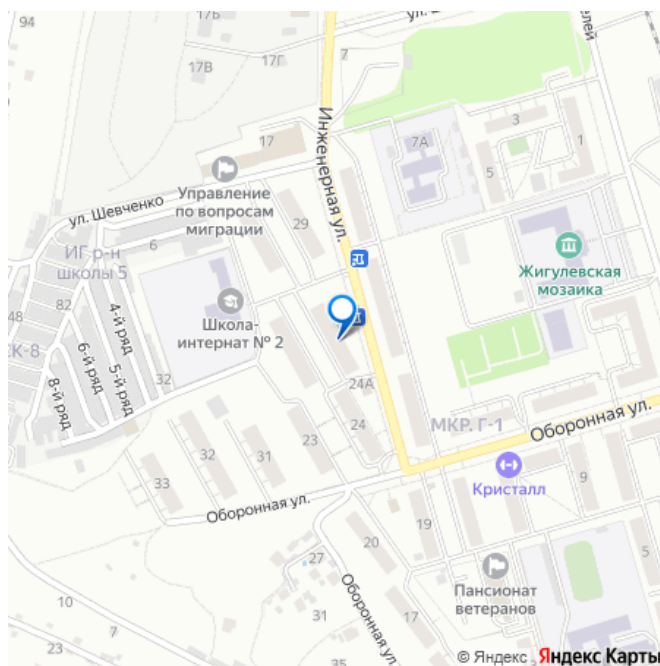 94
17В
17Г
7
Инженерная ул.
17
7А
3
5
1
ул. Шевченко
Управление
по вопросам
миграции
29
6
ИГ р-н
школы 5
Жигулевская
мозаика
48
82
4-й ряд
5-й ряд
6-й ряд
8-й ряд
Школа-
интернат № 2
32
24А
24
МКР. Г-1
Оборонная ул.
23
31
32
33
Кристалл
9
Оборонная ул.
19
20
27
Пансионат
ветеранов
5
Оборонная ул.
17
31
35
10
7
23
© Яндекс
Яндекс Карты